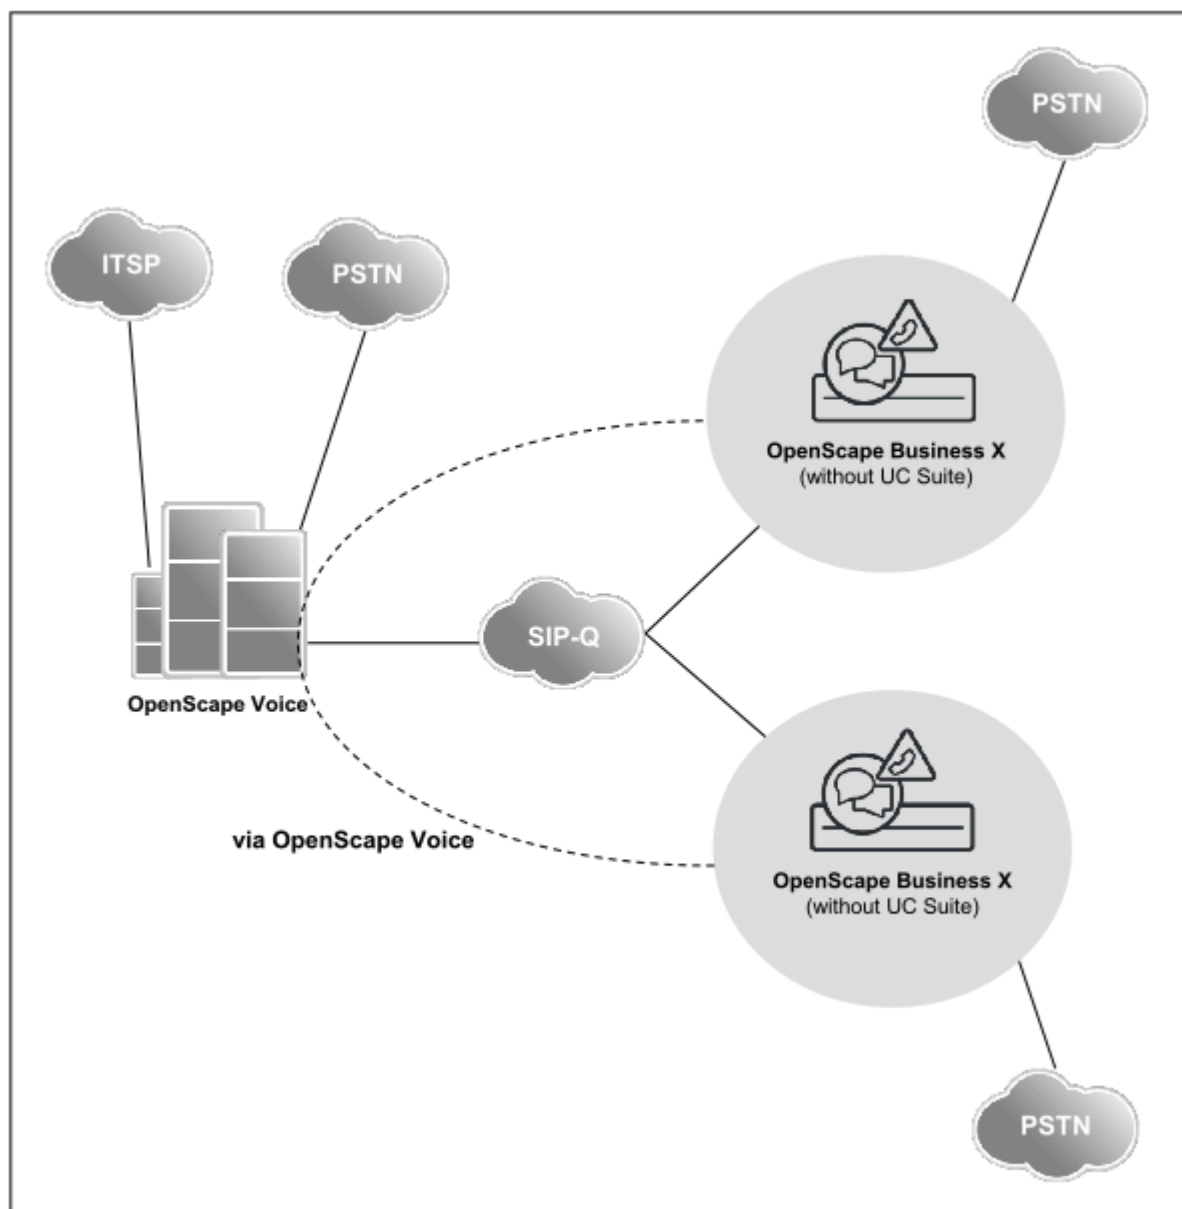 PSTN
ITSP
PSTN
OpenScape Business X
(without UC Suite)
SIP-Q
OpenScape Voice
via OpenScape Voice
OpenScape Business X
(without UC Suite)
PSTN